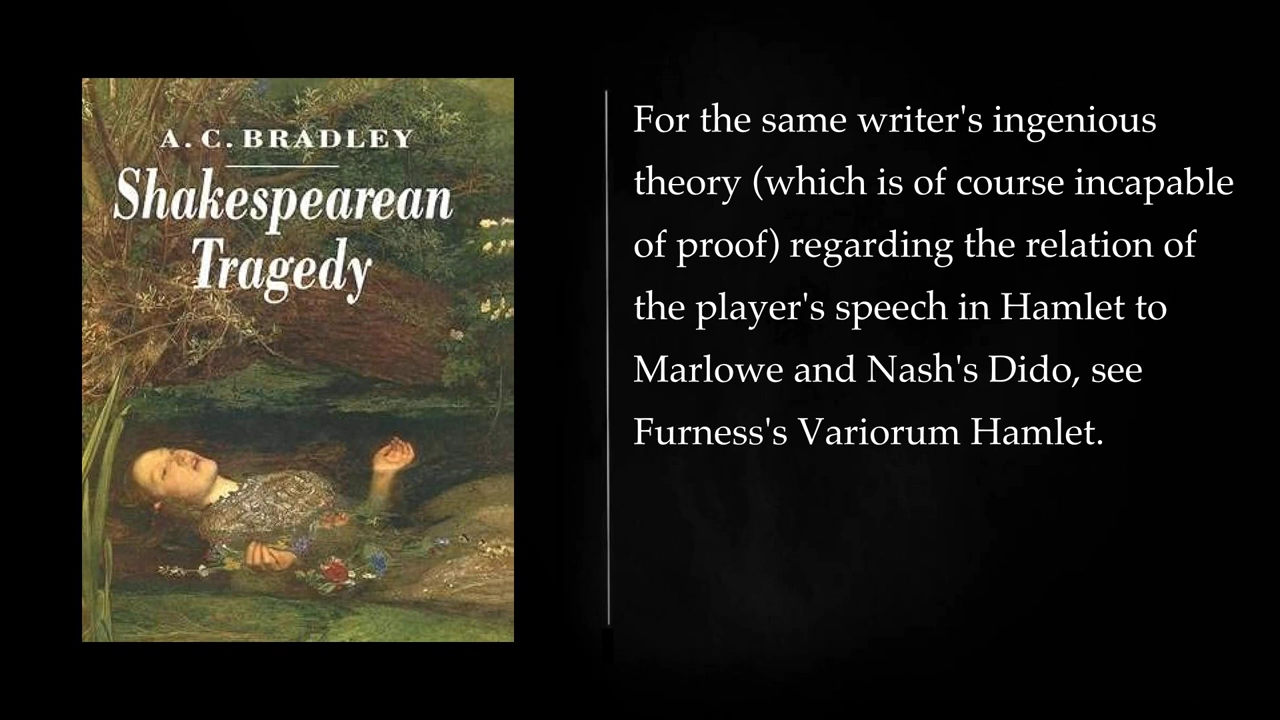 A. C. BRADLEY
Shakespearean
Tragedy
For the same writer's ingenious
theory (which is of course incapable
of proof) regarding the relation of
the player's speech in Hamlet to
Marlowe and Nash's Dido, see
Furness's Variorum Hamlet.